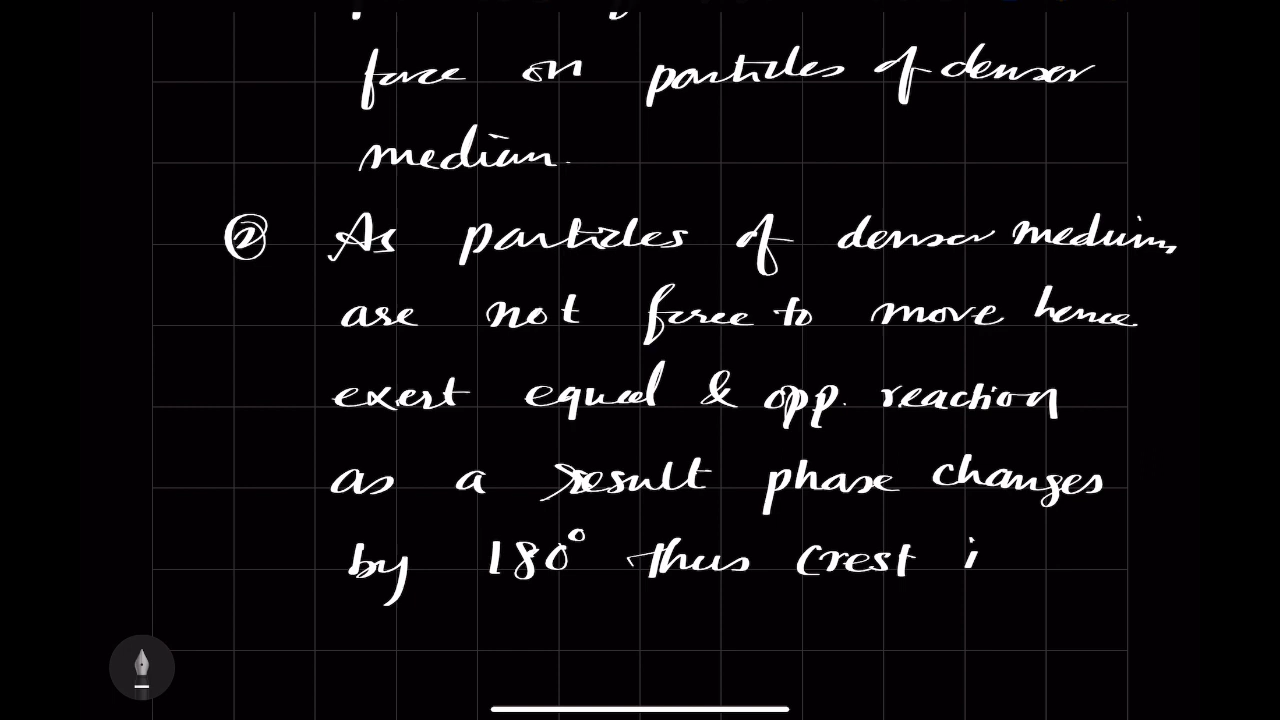 force on particles of denser
medium.
② As particles of denser medium,
are not force to move hence
exert equal & opp. reaction
as a result phase changes
by 180° thus crest i